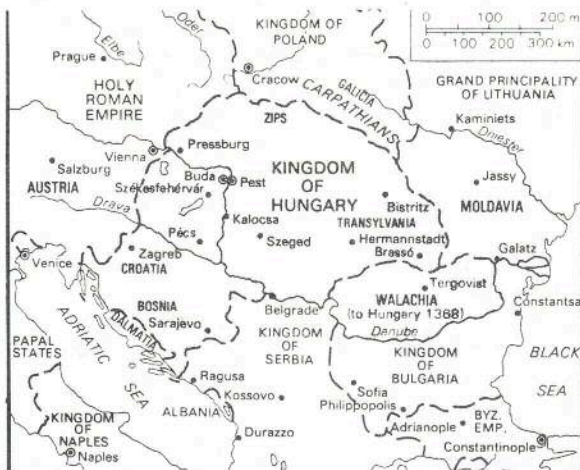 KINGDOM OF
POLAND
0 100 200 m
0 100 200 300 km
Oder
Elbe
Prague
Cracow
GALICIA
GRAND PRINCIPALITY
OF LITHUANIA
HOLY
ROMAN
EMPIRE
CARPATHIANS
ZIPS
Kaminiets
Dniester
Pressburg
Vienna
Salzburg
KINGDOM
OF
HUNGARY
Buda
Pest
Jassy
AUSTRIA
Székesfehérvár
Bistritz
MOLDAVIA
Drava
Kalocsa
TRANSYLVANIA
Pécs
Szeged
Hermannstadt
Brassó
Galatz
Venice
Zagreb
CROATIA
Tergovist
BOSNIA
Belgrade
WALACHIA
(to Hungary 1368)
Constantsa
DALMATIA
Sarajevo
Danube
KINGDOM
OF
SERBIA
PAPAL
STATES
ADRIATIC
SEA
BLACK
SEA
KINGDOM
OF
BULGARIA
Ragusa
Kossovo
Sofia
Philippopolis
ALBANIA
KINGDOM
OF
NAPLES
Adrianople
BYZ.
EMP.
Durazzo
Constantinople
Naples